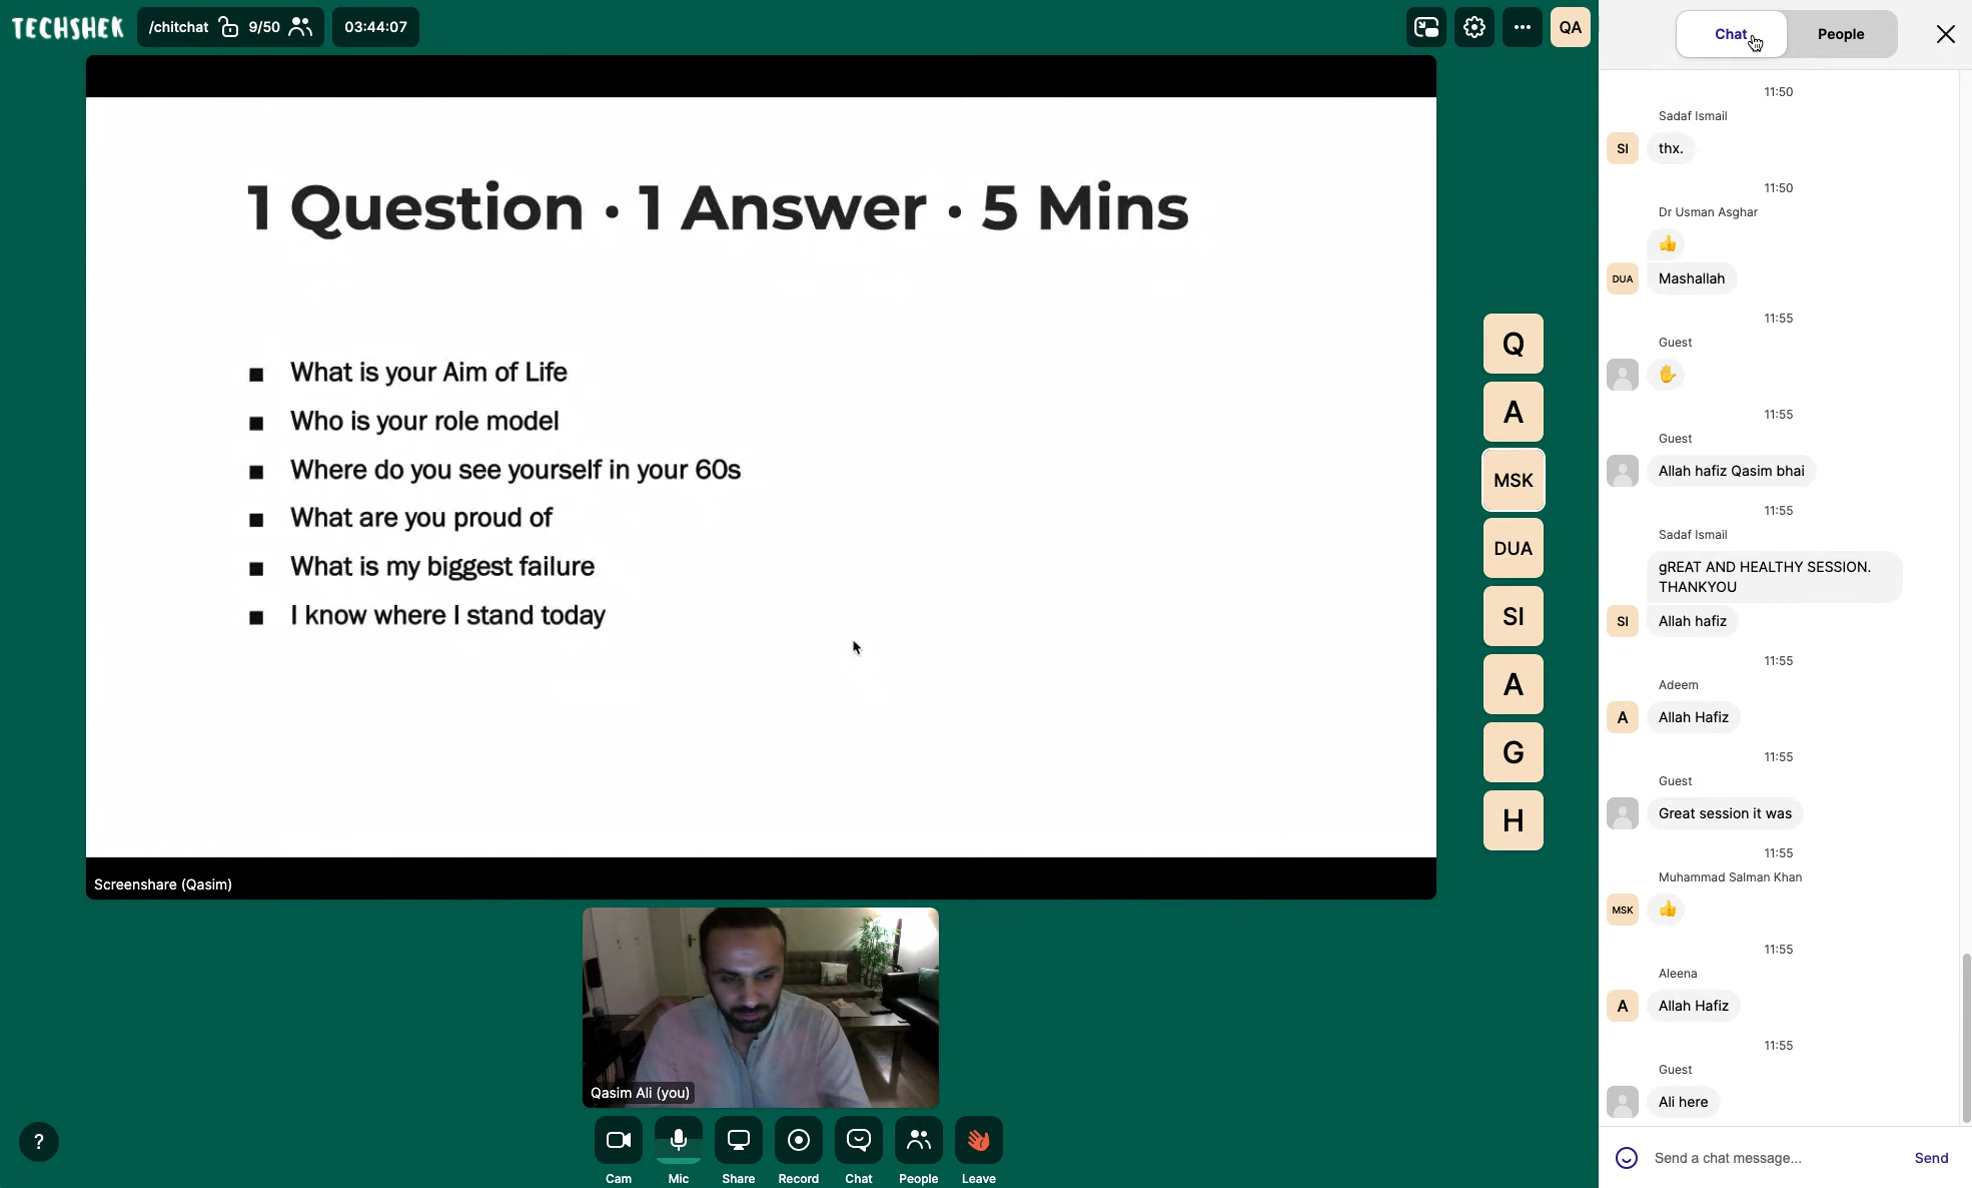 TECHSHEK
/chitchat 9/50
03:44:07
QA
1 Question · 1 Answer · 5 Mins
■ What is your Aim of Life
■ Who is your role model
■ Where do you see yourself in your 60s
■ What are you proud of
■ What is my biggest failure
■ I know where I stand today
Screenshare (Qasim)
Q
A
MSK
DUA
SI
A
G
H
Qasim Ali (you)
?
Cam
Mic
Share
Record
Chat
People
Leave
Chat
People
11:50
Sadaf Ismail
SI
thx.
11:50
Dr Usman Asghar
👍
DUA
Mashallah
11:55
Guest
✋
11:55
Guest
Allah hafiz Qasim bhai
11:55
Sadaf Ismail
gREAT AND HEALTHY SESSION.
THANKYOU
SI
Allah hafiz
11:55
Adeem
A
Allah Hafiz
11:55
Guest
Great session it was
11:55
Muhammad Salman Khan
MSK
👍
11:55
Aleena
A
Allah Hafiz
11:55
Guest
Ali here
Send a chat message...
Send